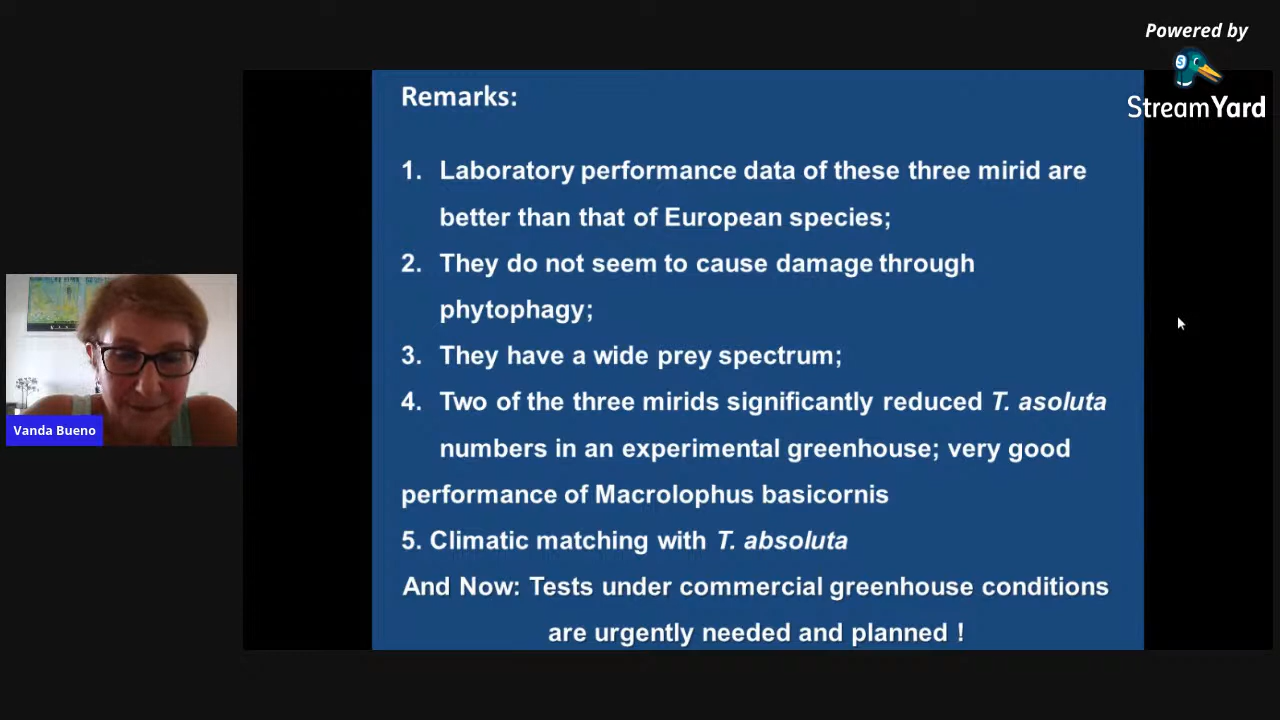 Powered by
StreamYard
Remarks:
1. Laboratory performance data of these three mirid are
better than that of European species;
2. They do not seem to cause damage through
phytophagy;
3. They have a wide prey spectrum;
4. Two of the three mirids significantly reduced T. asoluta
numbers in an experimental greenhouse; very good
performance of Macrolophus basicornis
5. Climatic matching with T. absoluta
And Now: Tests under commercial greenhouse conditions
are urgently needed and planned !
Vanda Bueno